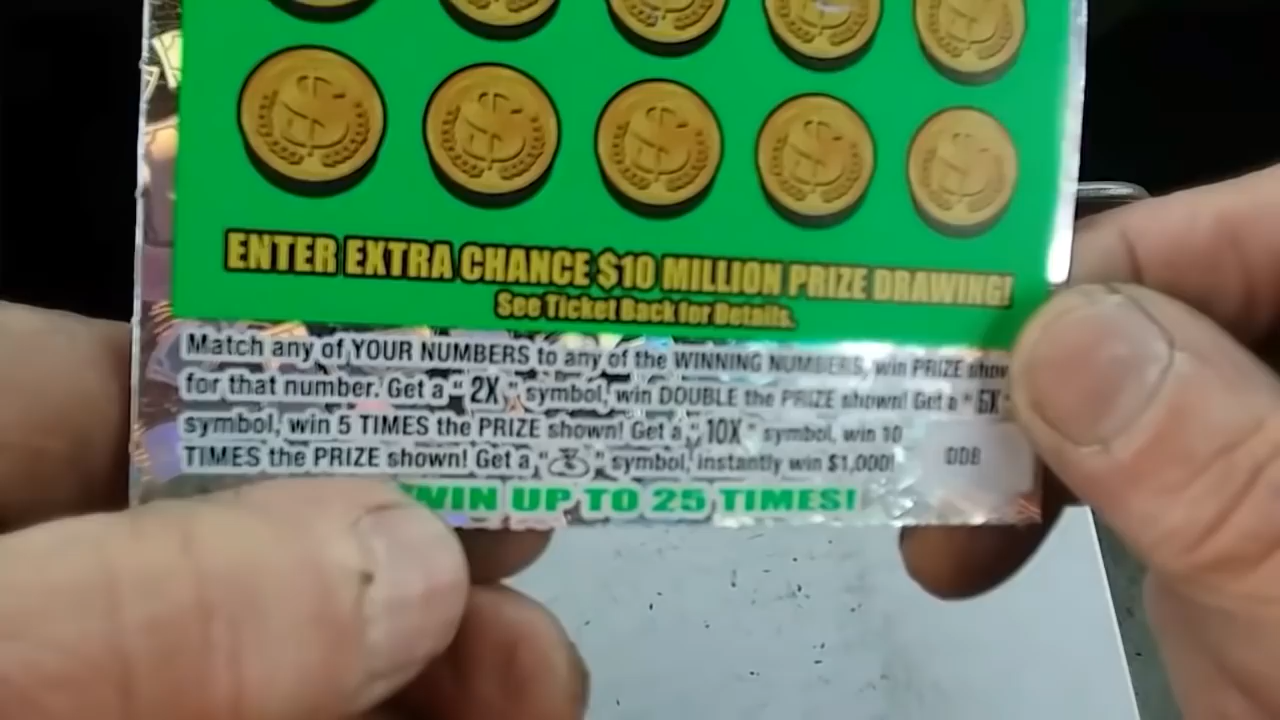 ENTER EXTRA CHANCE $10 MILLION PRIZE DRAWING!
See Ticket Back for Details.
Match any of YOUR NUMBERS to any of the WINNING NUMBERS, win PRIZE show
for that number. Get a " 2X " symbol, win DOUBLE the PRIZE shown! Get a " 5X "
symbol, win 5 TIMES the PRIZE shown! Get a " 10X " symbol, win 10
TIMES the PRIZE shown! Get a " " symbol, instantly win $1,000!
WIN UP TO 25 TIMES!